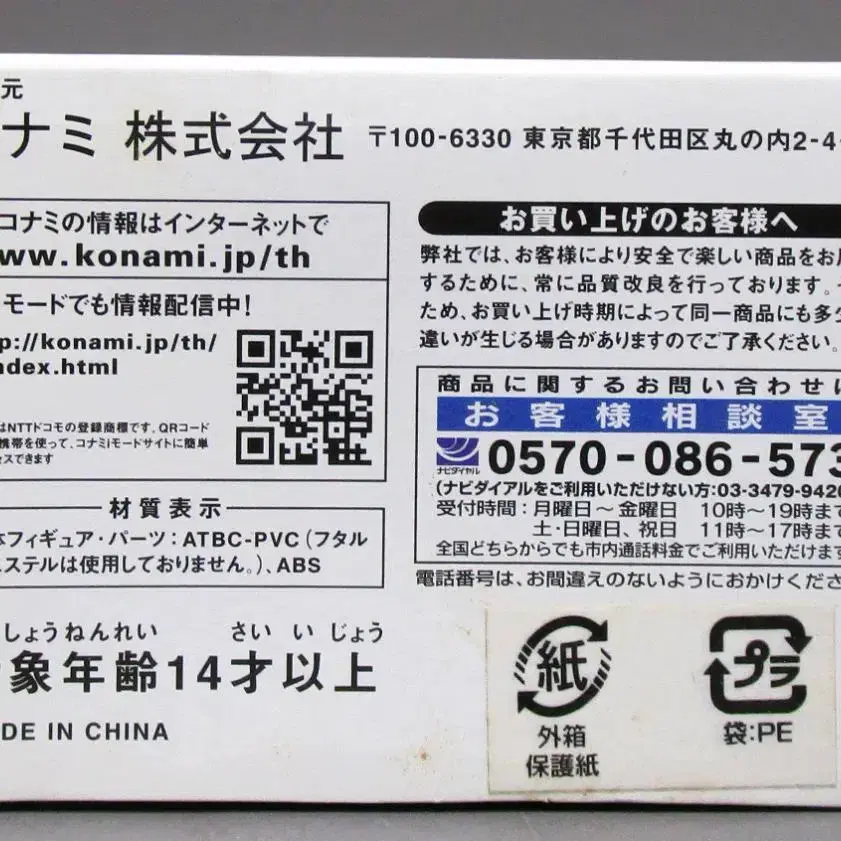 元
ナミ 株式会社 〒100-6330 東京都千代田区丸の内2-4-
コナミの情報はインターネットで
ww.konami.jp/th
モードでも情報配信中!
p://konami.jp/th/
ndex.html
はNTTドコモの登録商標です。QRコード
携帯を使って、コナミiモードサイトに簡単
セスできます
材質表示
フィギュア・パーツ:ATBC-PVC(フタル
エステルは使用しておりません。)、ABS
しょうねんれい さい い じょう
象年齢14才以上
DE IN CHINA
お買い上げのお客様へ
弊社では、お客様により安全で楽しい商品をお
するために、常に品質改良を行っております。
ため、お買い上げ時期によって同一商品にも多
違いが生じる場合がありますのでご了承ください。
商品に関するお問い合わせは
お客様相談室
ナビダイヤル
0570-086-573
(ナビダイアルをご利用いただけない方:03-3479-9420
受付時間:月曜日〜金曜日 10時〜19時まで
土・日曜日、祝日 11時〜17時まで
全国どちらからでも市内通話料金でご利用いただけます
電話番号は、お間違えのないようにおかけくださ
紙
外箱
保護紙
プラ
袋:PE